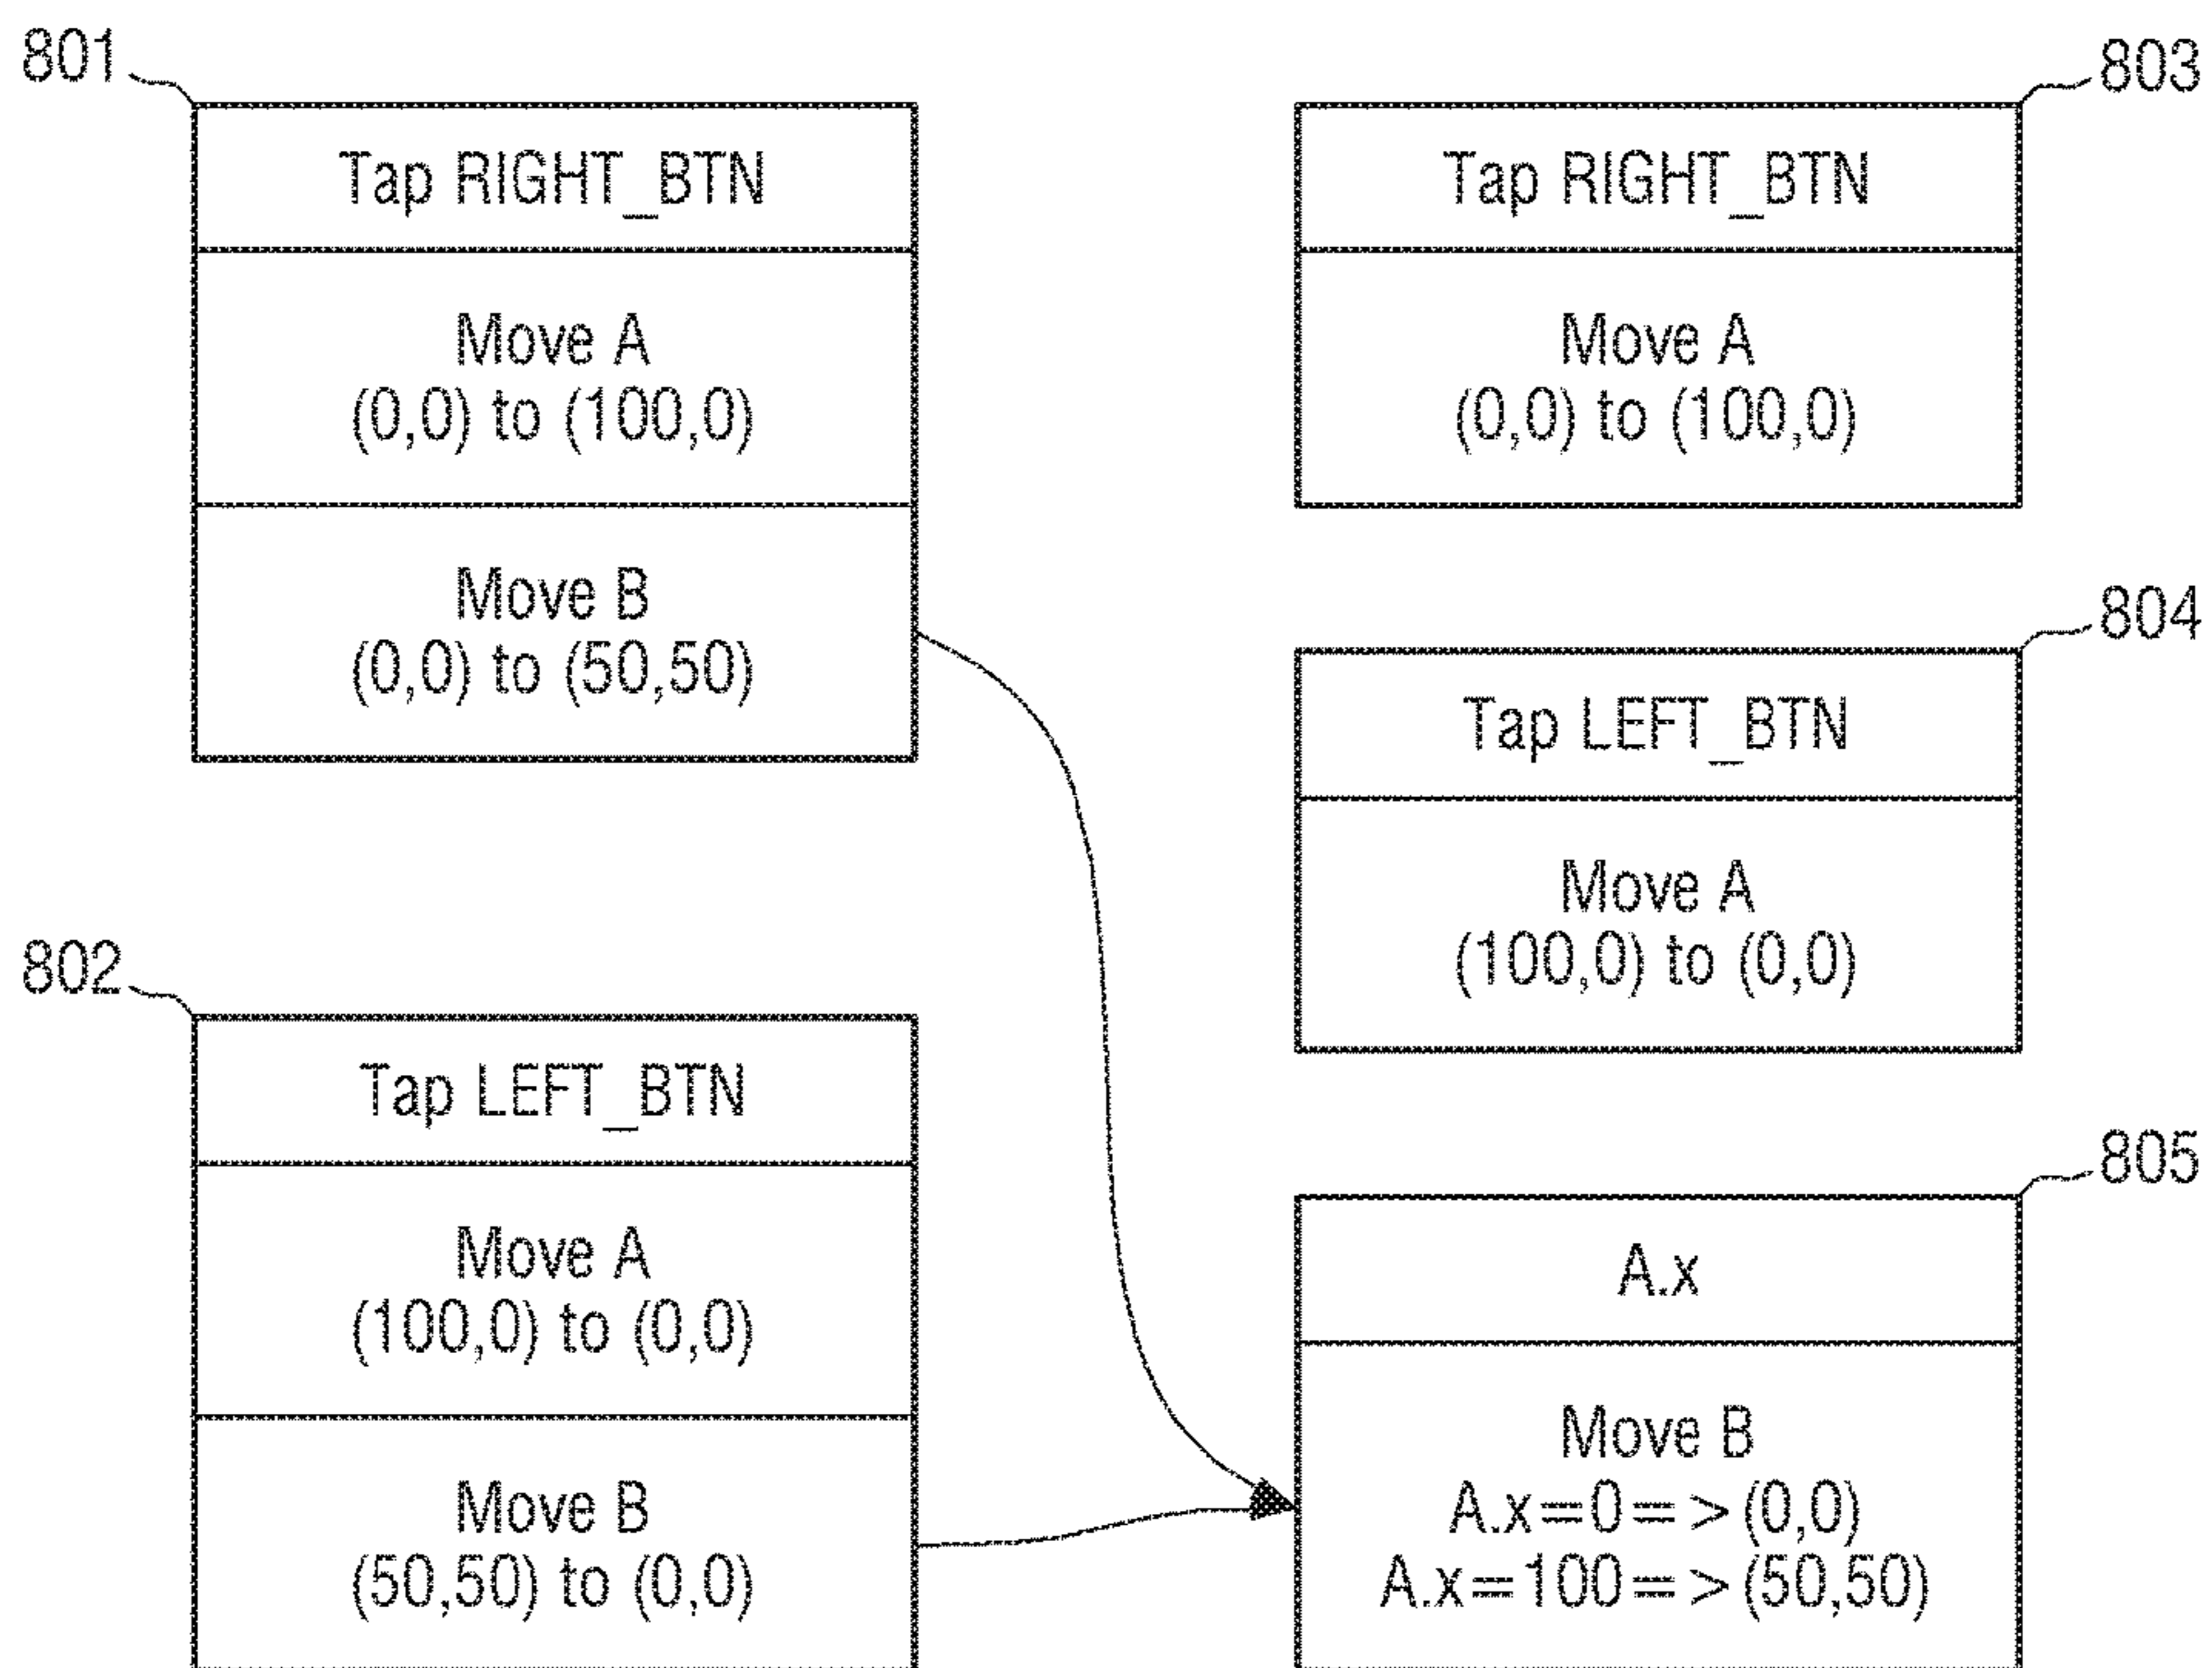 801
Tap RIGHT_BTN
Move A
(0,0) to (100,0)
Move B
(0,0) to (50,50)
802
Tap LEFT_BTN
Move A
(100,0) to (0,0)
Move B
(50,50) to (0,0)
803
Tap RIGHT_BTN
Move A
(0,0) to (100,0)
804
Tap LEFT_BTN
Move A
(100,0) to (0,0)
805
A.x
Move B
A.x=0=>(0,0)
A.x=100=>(50,50)